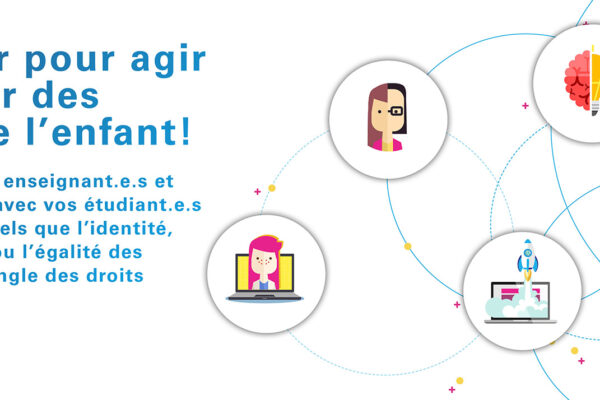 r pour agir
r des
e l'enfant!
enseignant.e.s et
avec vos étudiant.e.s
els que l'identité,
ou l'égalité des
ngle des droits